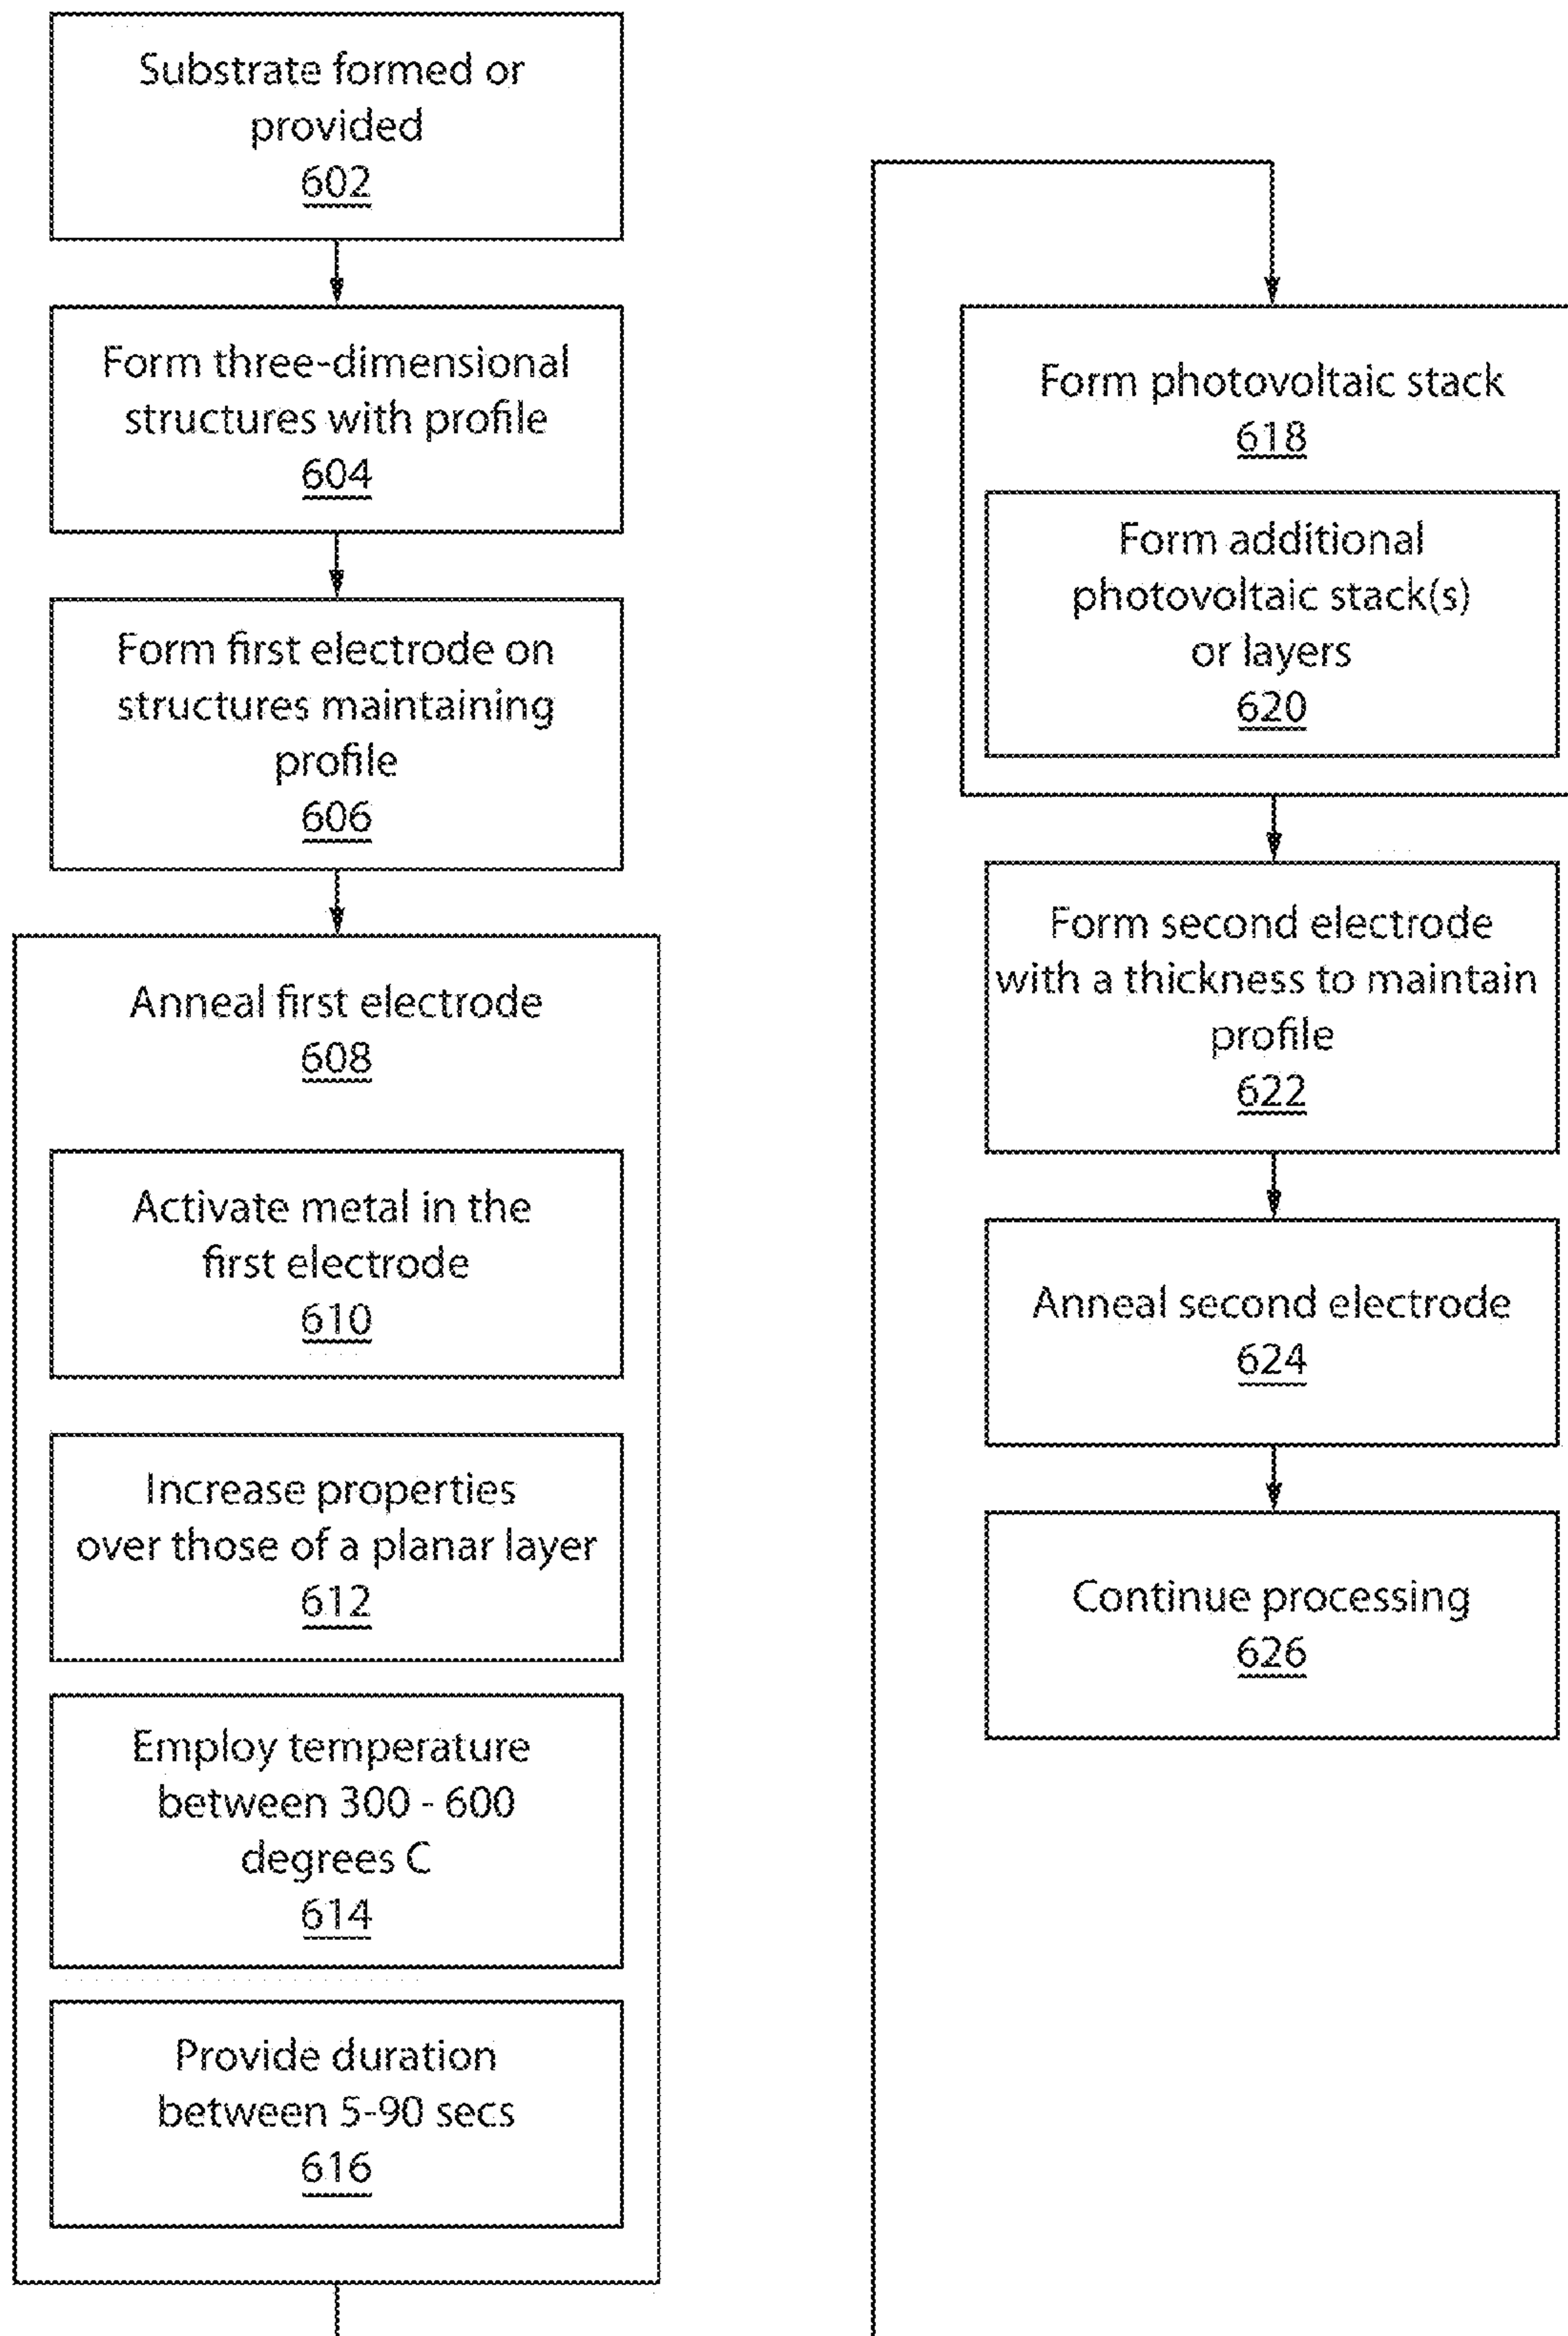 Substrate formed or
provided
602
Form three-dimensional
structures with profile
604
Form first electrode on
structures maintaining
profile
606
Anneal first electrode
608
Activate metal in the
first electrode
610
Increase properties
over those of a planar layer
612
Employ temperature
between 300 - 600
degrees C
614
Provide duration
between 5-90 secs
616
Form photovoltaic stack
618
Form additional
photovoltaic stack(s)
or layers
620
Form second electrode
with a thickness to maintain
profile
622
Anneal second electrode
624
Continue processing
626